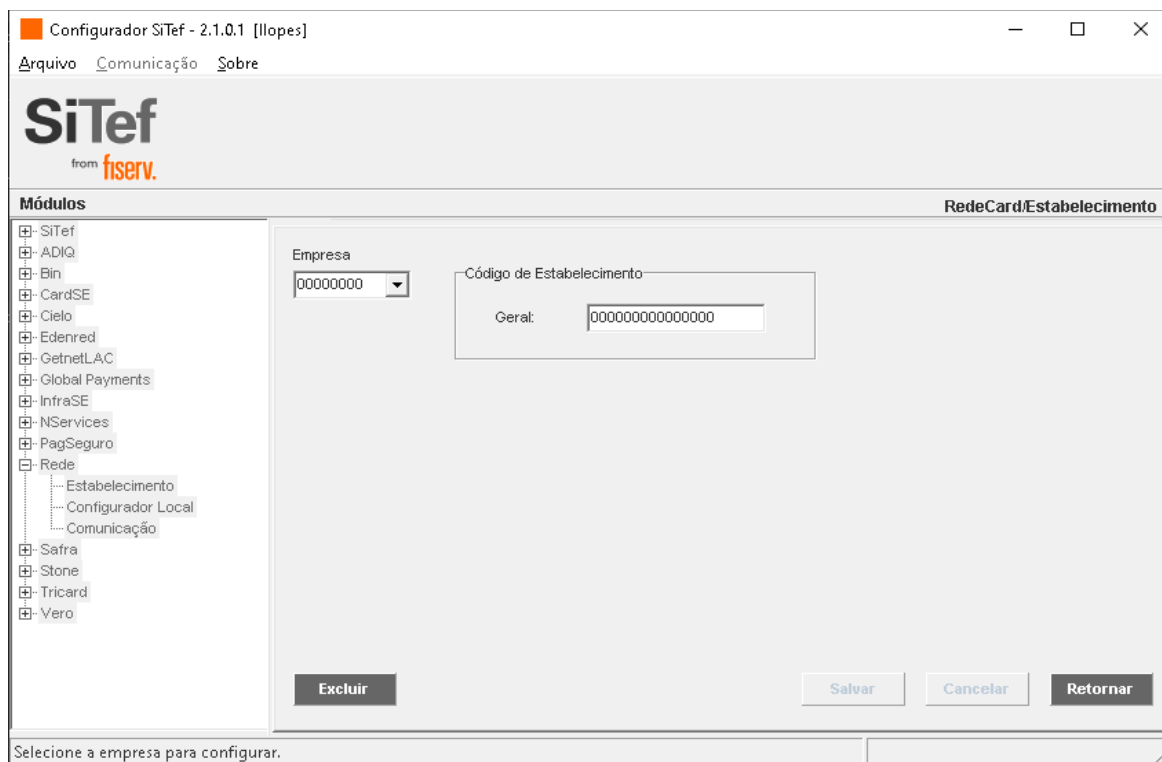 Configurador SiTef - 2.1.0.1 [llopes]
Arquivo Comunicação Sobre
SiTef
from fiserv.
Módulos
RedeCard/Estabelecimento
SiTef
ADIQ
Bin
CardSE
Cielo
Edenred
GetnetLAC
Global Payments
InfraSE
NServices
PagSeguro
Rede
Estabelecimento
Configurador Local
Comunicação
Safra
Stone
Tricard
Vero
Empresa
00000000
Código de Estabelecimento
Geral: 000000000000000
Excluir
Salvar
Cancelar
Retornar
Selecione a empresa para configurar.